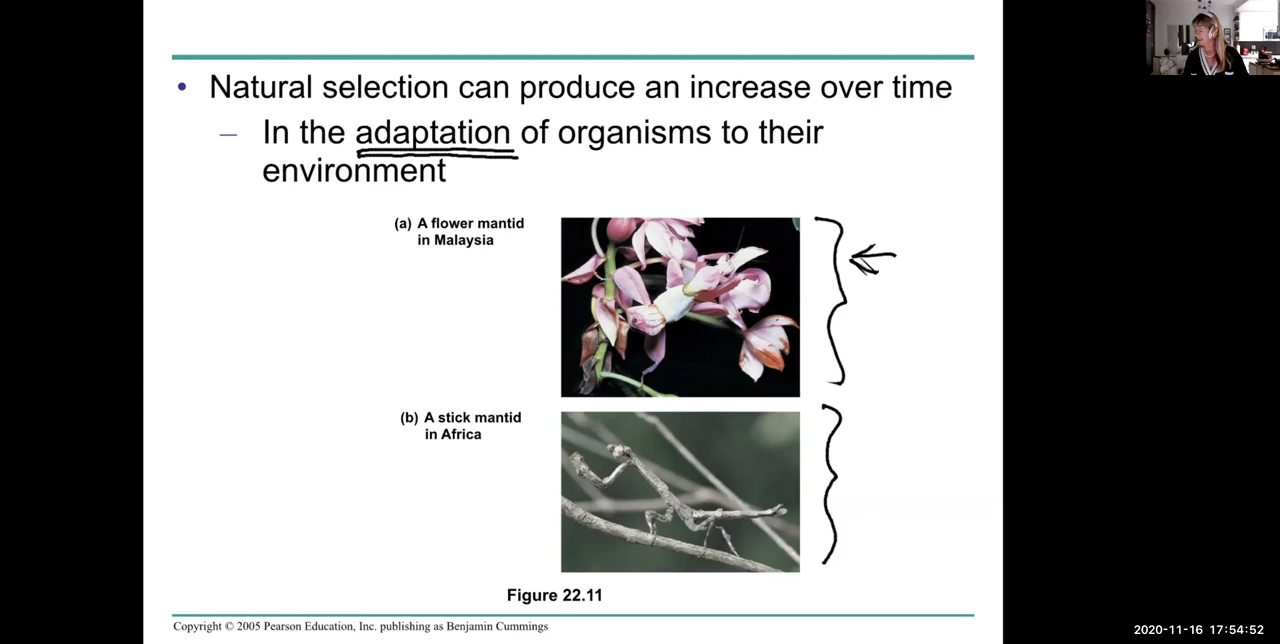 • Natural selection can produce an increase over time
– In the adaptation of organisms to their
environment
(a) A flower mantid
in Malaysia
(b) A stick mantid
in Africa
Figure 22.11
Copyright © 2005 Pearson Education, Inc. publishing as Benjamin Cummings
2020-11-16 17:54:52